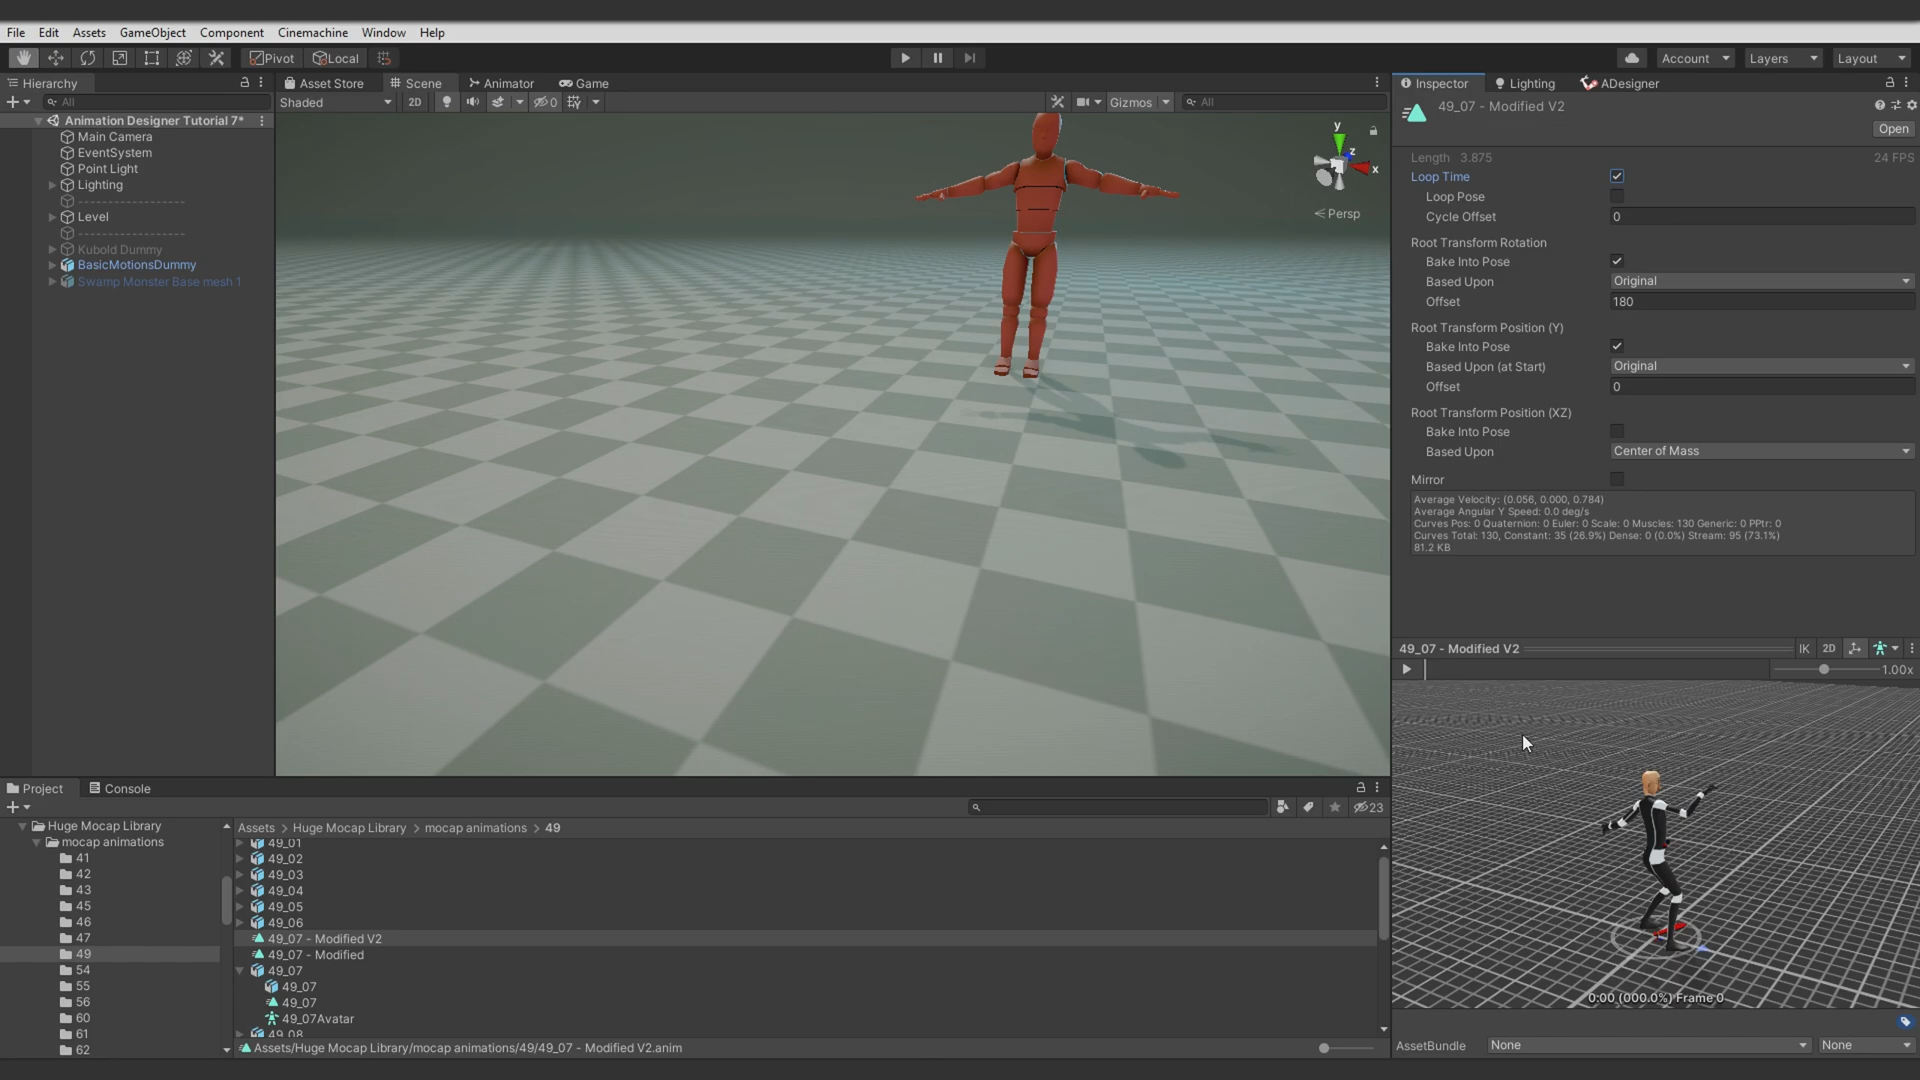 File Edit Assets GameObject Component Cinemachine Window Help
Pivot Local Account Layers Layout
Hierarchy
All
Animation Designer Tutorial 7*
Main Camera
EventSystem
Point Light
Lighting
------------------
Level
------------------
Kubold Dummy
BasicMotionsDummy
Swamp Monster Base mesh 1
Asset Store Scene Animator Game
Shaded 2D 0 Gizmos All
y
z
x
Persp
Inspector Lighting ADesigner
49_07 - Modified V2
Open
Length 3.875 24 FPS
Loop Time
Loop Pose
Cycle Offset 0
Root Transform Rotation
Bake Into Pose
Based Upon Original
Offset 180
Root Transform Position (Y)
Bake Into Pose
Based Upon (at Start) Original
Offset 0
Root Transform Position (XZ)
Bake Into Pose
Based Upon Center of Mass
Mirror
Average Velocity: (0.056, 0.000, 0.784)
Average Angular Y Speed: 0.0 deg/s
Curves Pos: 0 Quaternion: 0 Euler: 0 Scale: 0 Muscles: 130 Generic: 0 PPtr: 0
Curves Total: 130, Constant: 35 (26.9%) Dense: 0 (0.0%) Stream: 95 (73.1%)
81.2 KB
49_07 - Modified V2 IK 2D
1.00x
0:00 (000.0%) Frame 0
AssetBundle None None
Project Console
23
Huge Mocap Library
mocap animations
41
42
43
45
46
47
49
54
55
56
60
61
62
Assets > Huge Mocap Library > mocap animations > 49
49_01
49_02
49_03
49_04
49_05
49_06
49_07 - Modified V2
49_07 - Modified
49_07
49_07
49_07
49_07Avatar
49_08
Assets/Huge Mocap Library/mocap animations/49/49_07 - Modified V2.anim